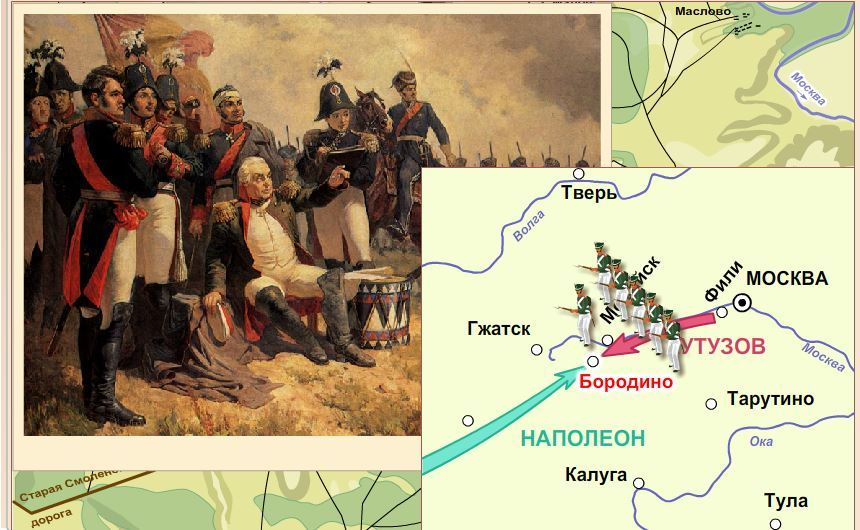 Маслово
Москва
Тверь
Волга
Фили
МОСКВА
Гжатск
УТУЗОВ
Москва
Бородино
Тарутино
НАПОЛЕОН
Ока
Калуга
Тула
Старая Смолен
дорога